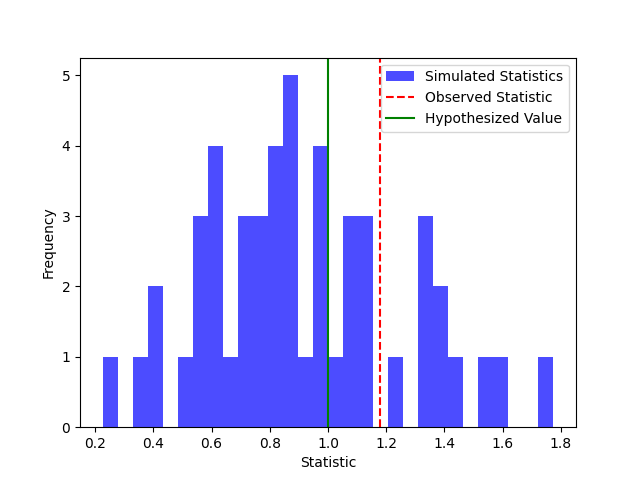 Simulated Statistics
Observed Statistic
Hypothesized Value
Frequency
5
4
3
2
1
0
0.2 0.4 0.6 0.8 1.0 1.2 1.4 1.6 1.8
Statistic